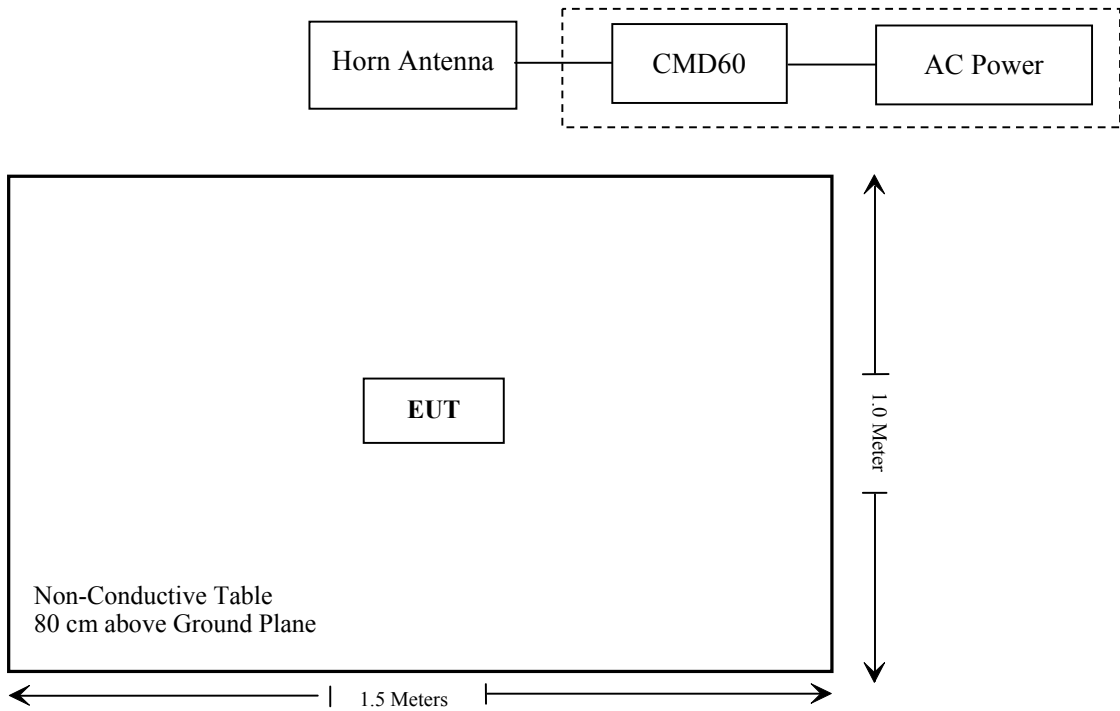 Horn Antenna
CMD60
AC Power
EUT
1.0 Meter
Non-Conductive Table
80 cm above Ground Plane
1.5 Meters